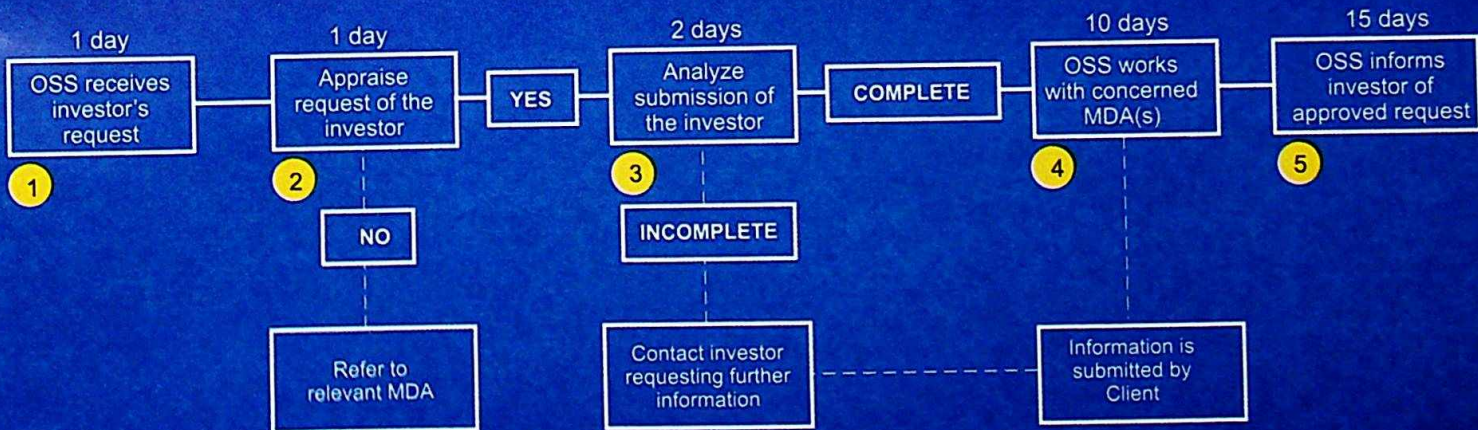 1 day
OSS receives
investor's
request
1
1 day
Appraise
request of the
investor
2
YES
NO
Refer to
relevant MDA
2 days
Analyze
submission of
the investor
3
COMPLETE
INCOMPLETE
Contact investor
requesting further
information
10 days
OSS works
with concerned
MDA(s)
4
Information is
submitted by
Client
15 days
OSS informs
investor of
approved request
5